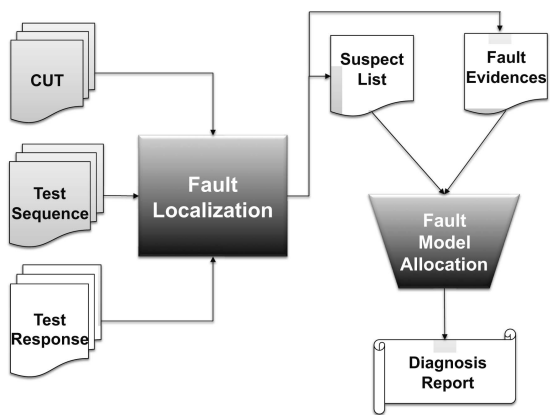 CUT
Test
Sequence
Test
Response
Fault
Localization
Suspect
List
Fault
Evidences
Fault
Model
Allocation
Diagnosis
Report